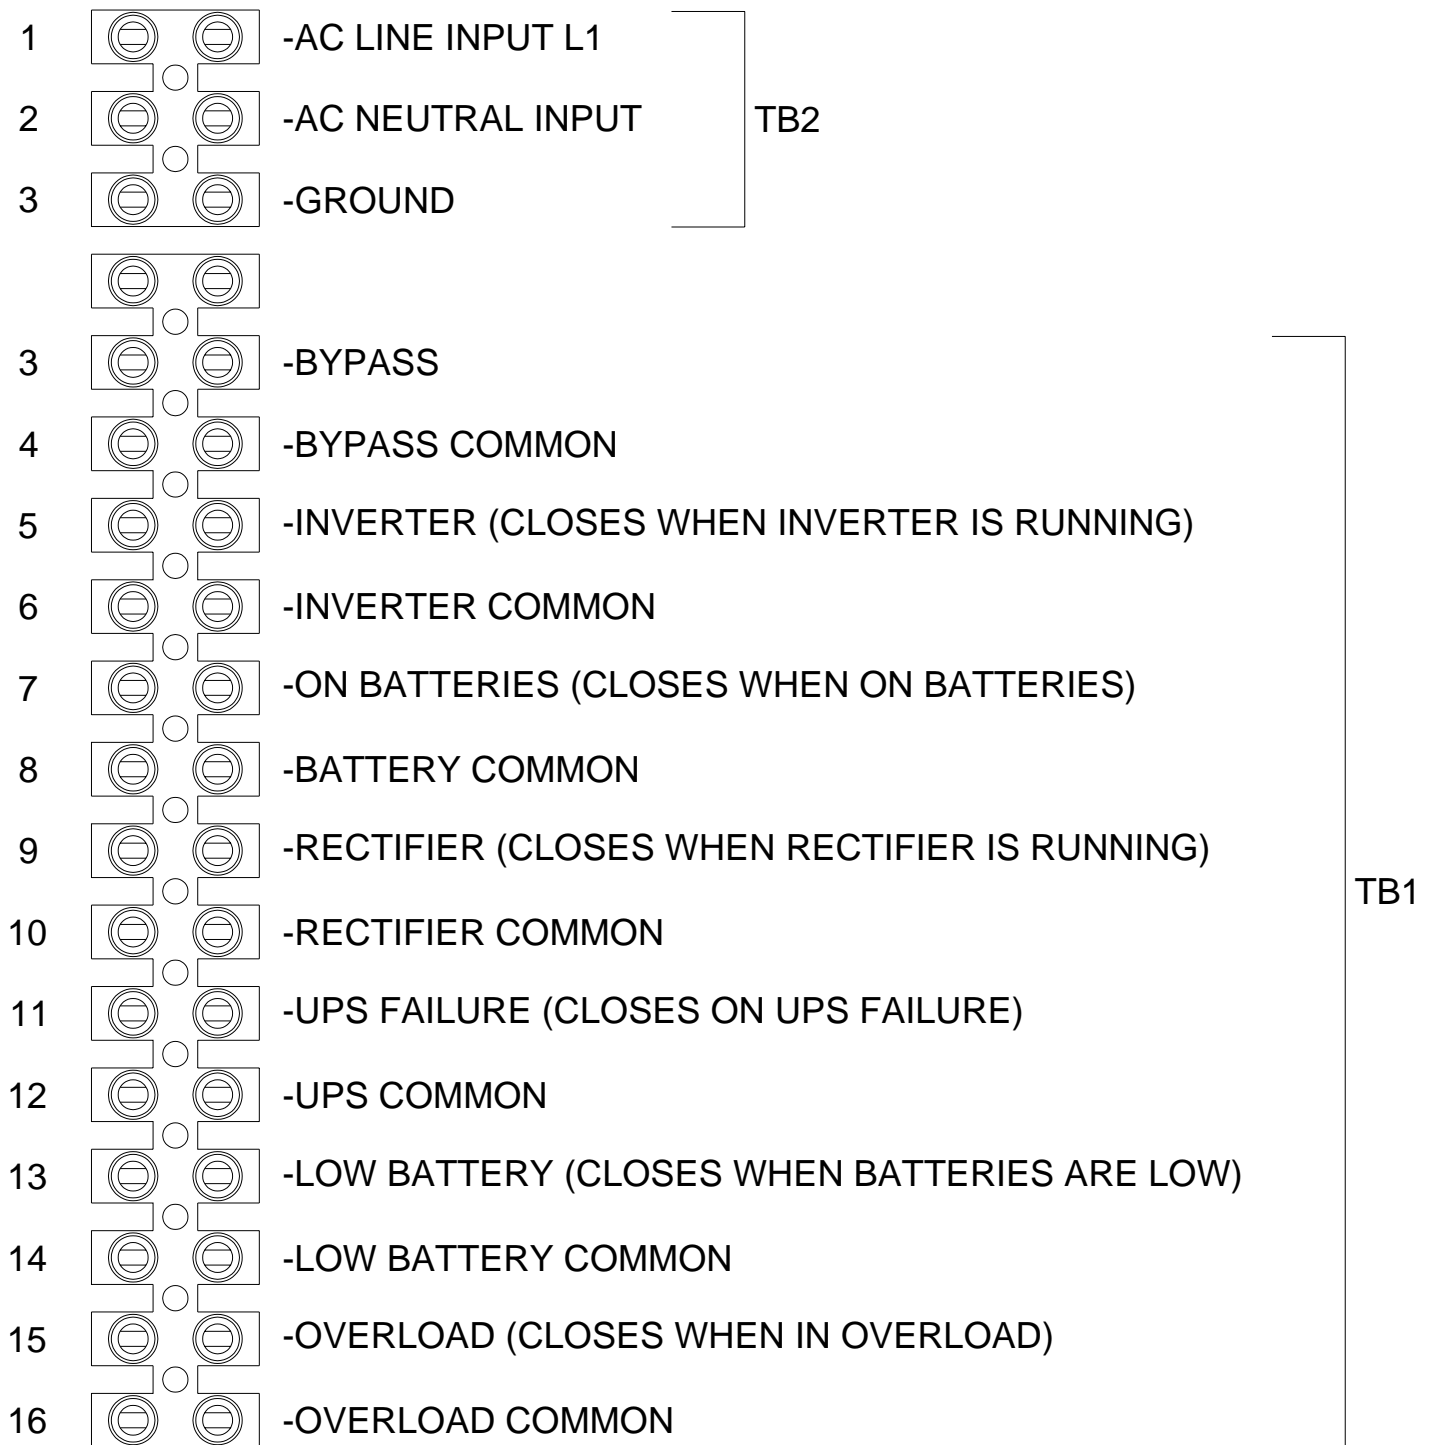 1 -AC LINE INPUT L1
2 -AC NEUTRAL INPUT TB2
3 -GROUND
3 -BYPASS
4 -BYPASS COMMON
5 -INVERTER (CLOSES WHEN INVERTER IS RUNNING)
6 -INVERTER COMMON
7 -ON BATTERIES (CLOSES WHEN ON BATTERIES)
8 -BATTERY COMMON
9 -RECTIFIER (CLOSES WHEN RECTIFIER IS RUNNING)
TB1
10 -RECTIFIER COMMON
11 -UPS FAILURE (CLOSES ON UPS FAILURE)
12 -UPS COMMON
13 -LOW BATTERY (CLOSES WHEN BATTERIES ARE LOW)
14 -LOW BATTERY COMMON
15 -OVERLOAD (CLOSES WHEN IN OVERLOAD)
16 -OVERLOAD COMMON